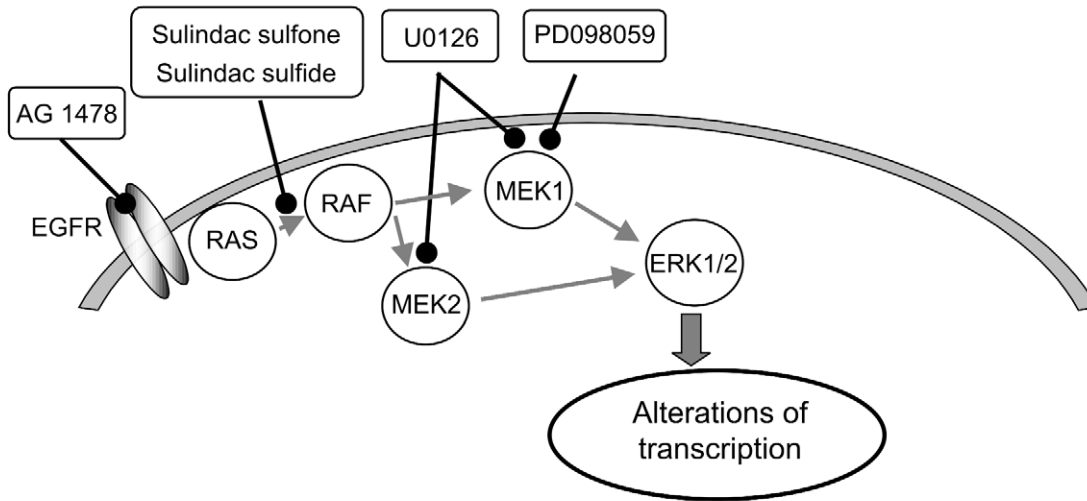 Sulindac sulfone
Sulindac sulfide
U0126
PD098059
AG 1478
EGFR
RAS
RAF
MEK1
MEK2
ERK1/2
Alterations of
transcription